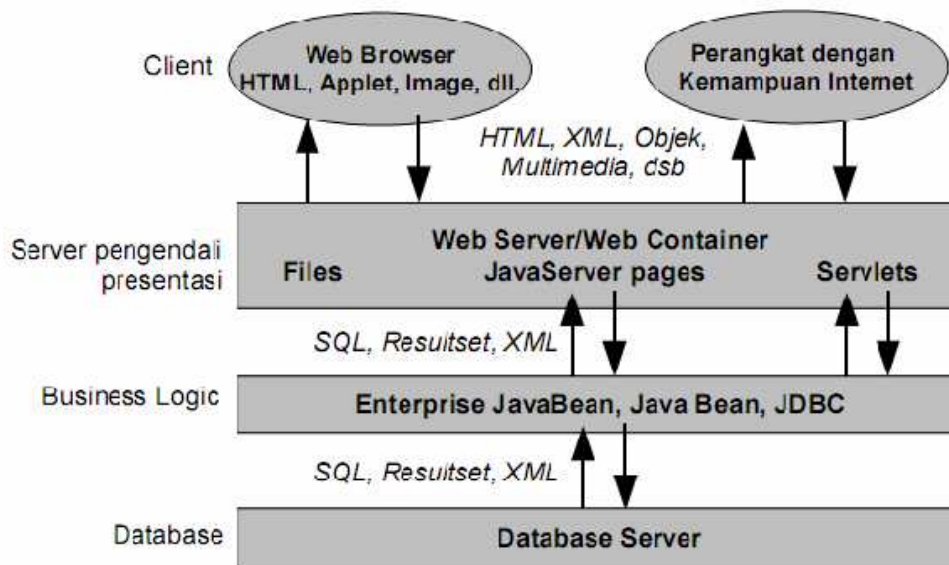 Client
Web Browser
HTML, Applet, Image, dll.
Perangkat dengan
Kemampuan Internet
HTML, XML, Objek,
Multimedia, dsb
Server pengendali
presentasi
Web Server/Web Container
Files
JavaServer pages
Servlets
SQL, Resultset, XML
Business Logic
Enterprise JavaBean, Java Bean, JDBC
SQL, Resultset, XML
Database
Database Server